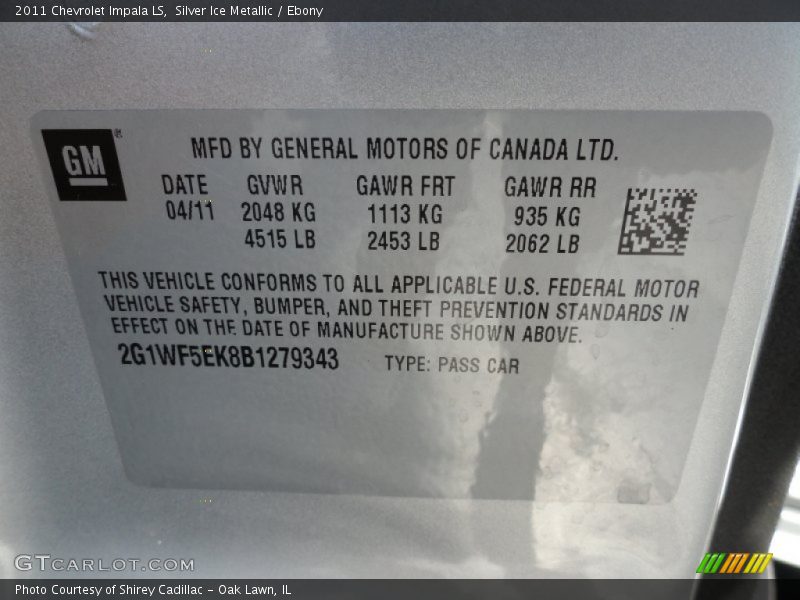 2011 Chevrolet Impala LS, Silver Ice Metallic / Ebony
GM®
MFD BY GENERAL MOTORS OF CANADA LTD.
DATE GVWR GAWR FRT GAWR RR
04/11 2048 KG 1113 KG 935 KG
4515 LB 2453 LB 2062 LB
THIS VEHICLE CONFORMS TO ALL APPLICABLE U.S. FEDERAL MOTOR
VEHICLE SAFETY, BUMPER, AND THEFT PREVENTION STANDARDS IN
EFFECT ON THE DATE OF MANUFACTURE SHOWN ABOVE.
2G1WF5EK8B1279343 TYPE: PASS CAR
GTCARLOT.COM
Photo Courtesy of Shirey Cadillac - Oak Lawn, IL